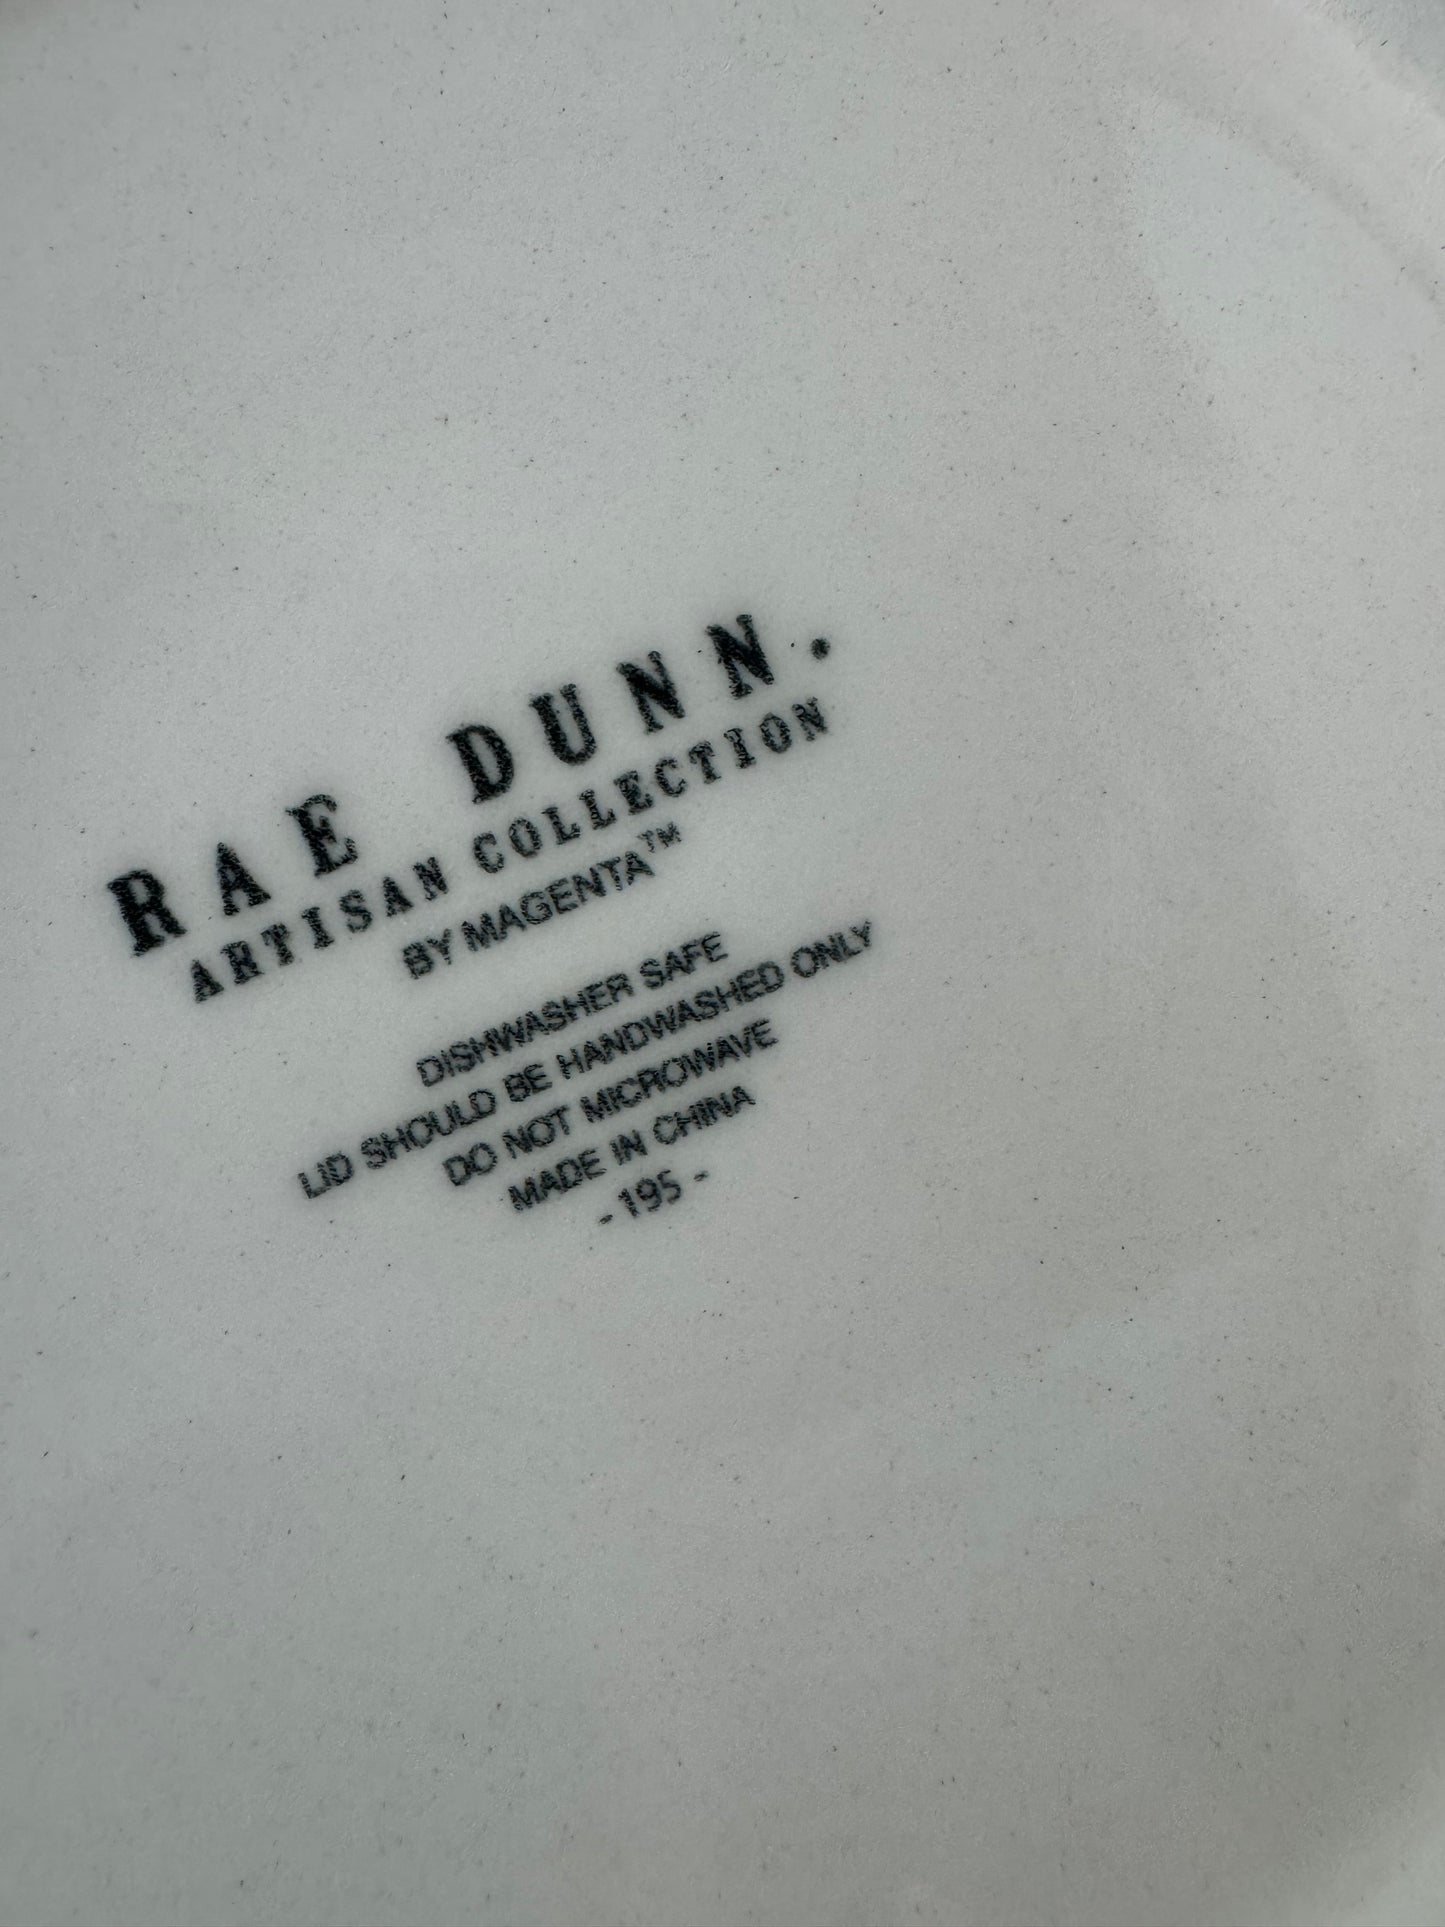 RAE DUNN.
ARTISAN COLLECTION
BY MAGENTA™
DISHWASHER SAFE
LID SHOULD BE HANDWASHED ONLY
DO NOT MICROWAVE
MADE IN CHINA
- 195 -